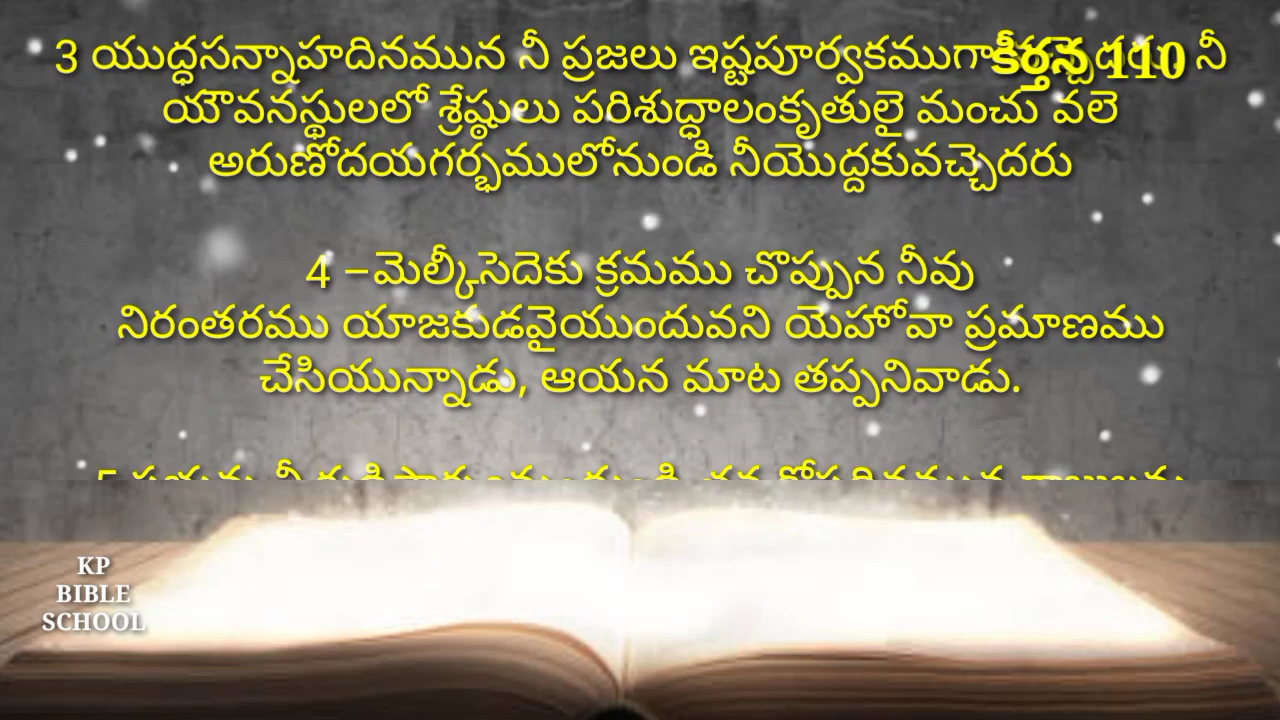 3 యుద్ధసన్నాహదినమున నీ ప్రజలు ఇష్టపూర్వకముగా నీ
కీర్తన 110
యౌవనస్థులలో శ్రేష్ఠులు పరిశుద్ధాలంకృతులై మంచు వలె
అరుణోదయగర్భములోనుండి నీయొద్దకువచ్చెదరు
4 –మెల్కీసెదెకు క్రమము చొప్పున నీవు
నిరంతరము యాజకుడవైయుందువని యెహోవా ప్రమాణము
చేసియున్నాడు, ఆయన మాట తప్పనివాడు.
KP
BIBLE
SCHOOL